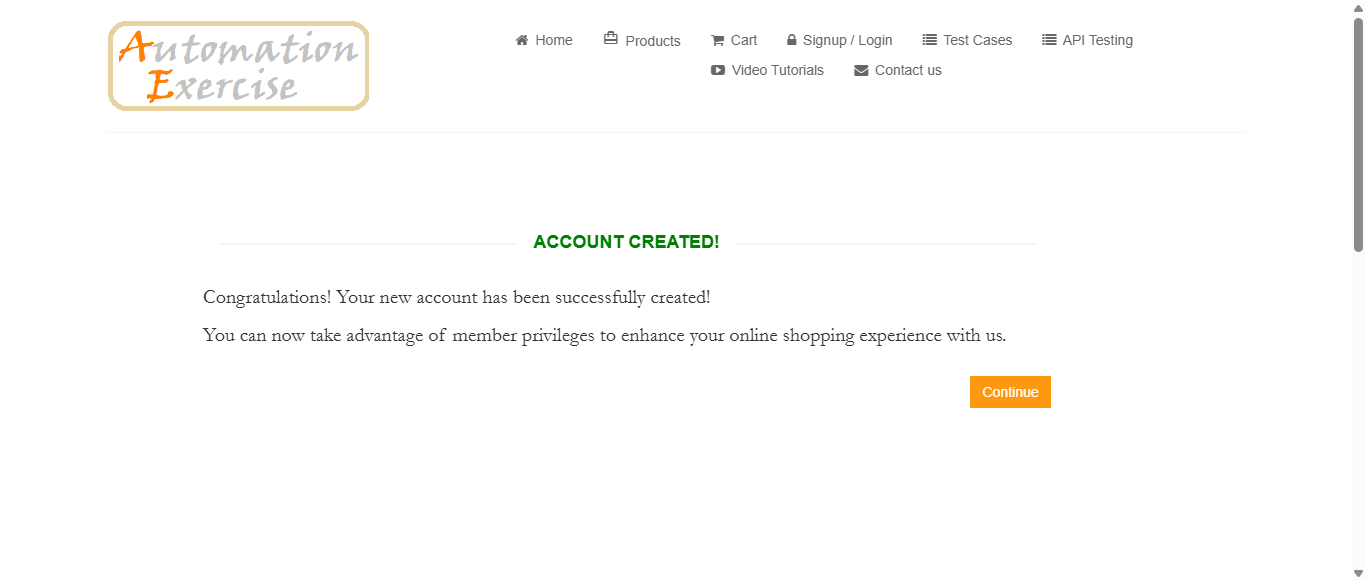 Automation
Exercise
Home Products Cart Signup / Login Test Cases API Testing
Video Tutorials Contact us
ACCOUNT CREATED!
Congratulations! Your new account has been successfully created!
You can now take advantage of member privileges to enhance your online shopping experience with us.
Continue